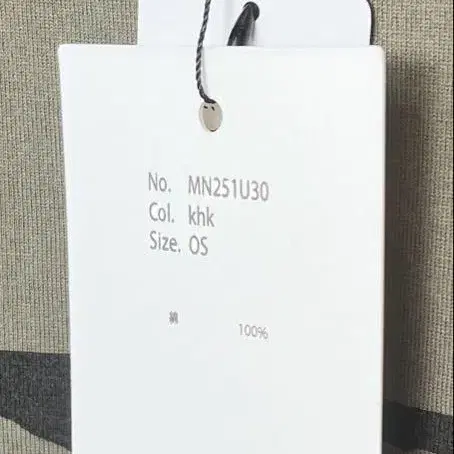 No. MN251U30
Col. khk
Size. OS
綿 100%